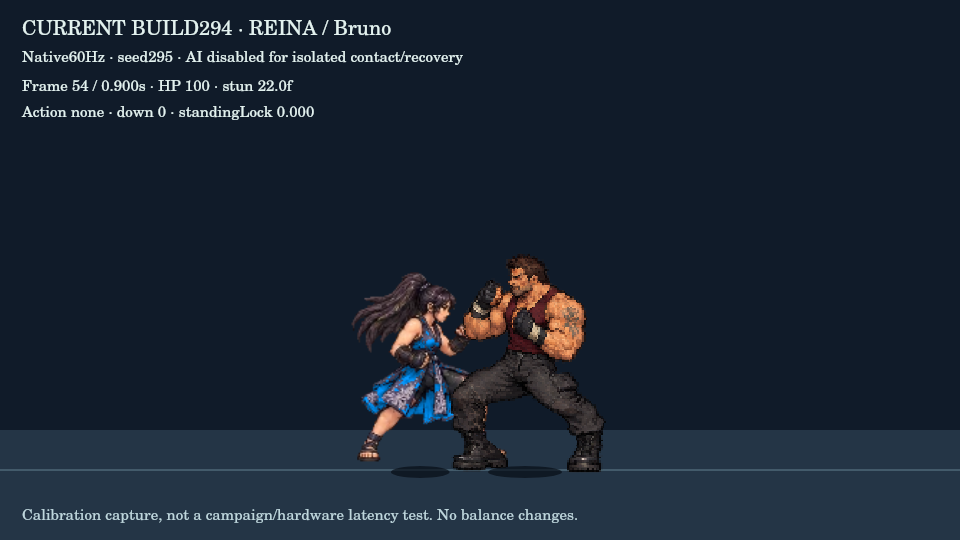 CURRENT BUILD294 · REINA / Bruno
Native60Hz · seed295 · AI disabled for isolated contact/recovery
Frame 54 / 0.900s · HP 100 · stun 22.0f
Action none · down 0 · standingLock 0.000
Calibration capture, not a campaign/hardware latency test. No balance changes.